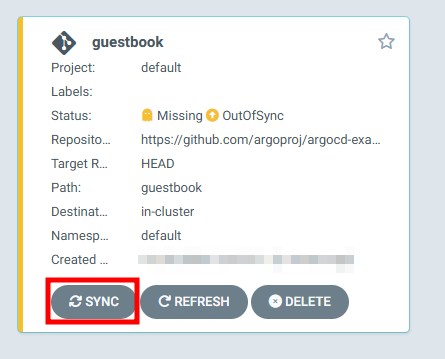 guestbook
Project: default
Labels:
Status: Missing OutOfSync
Reposito... https://github.com/argoproj/argocd-exa...
Target R... HEAD
Path: guestbook
Destinat... in-cluster
Namesp... default
Created ...
SYNC REFRESH DELETE